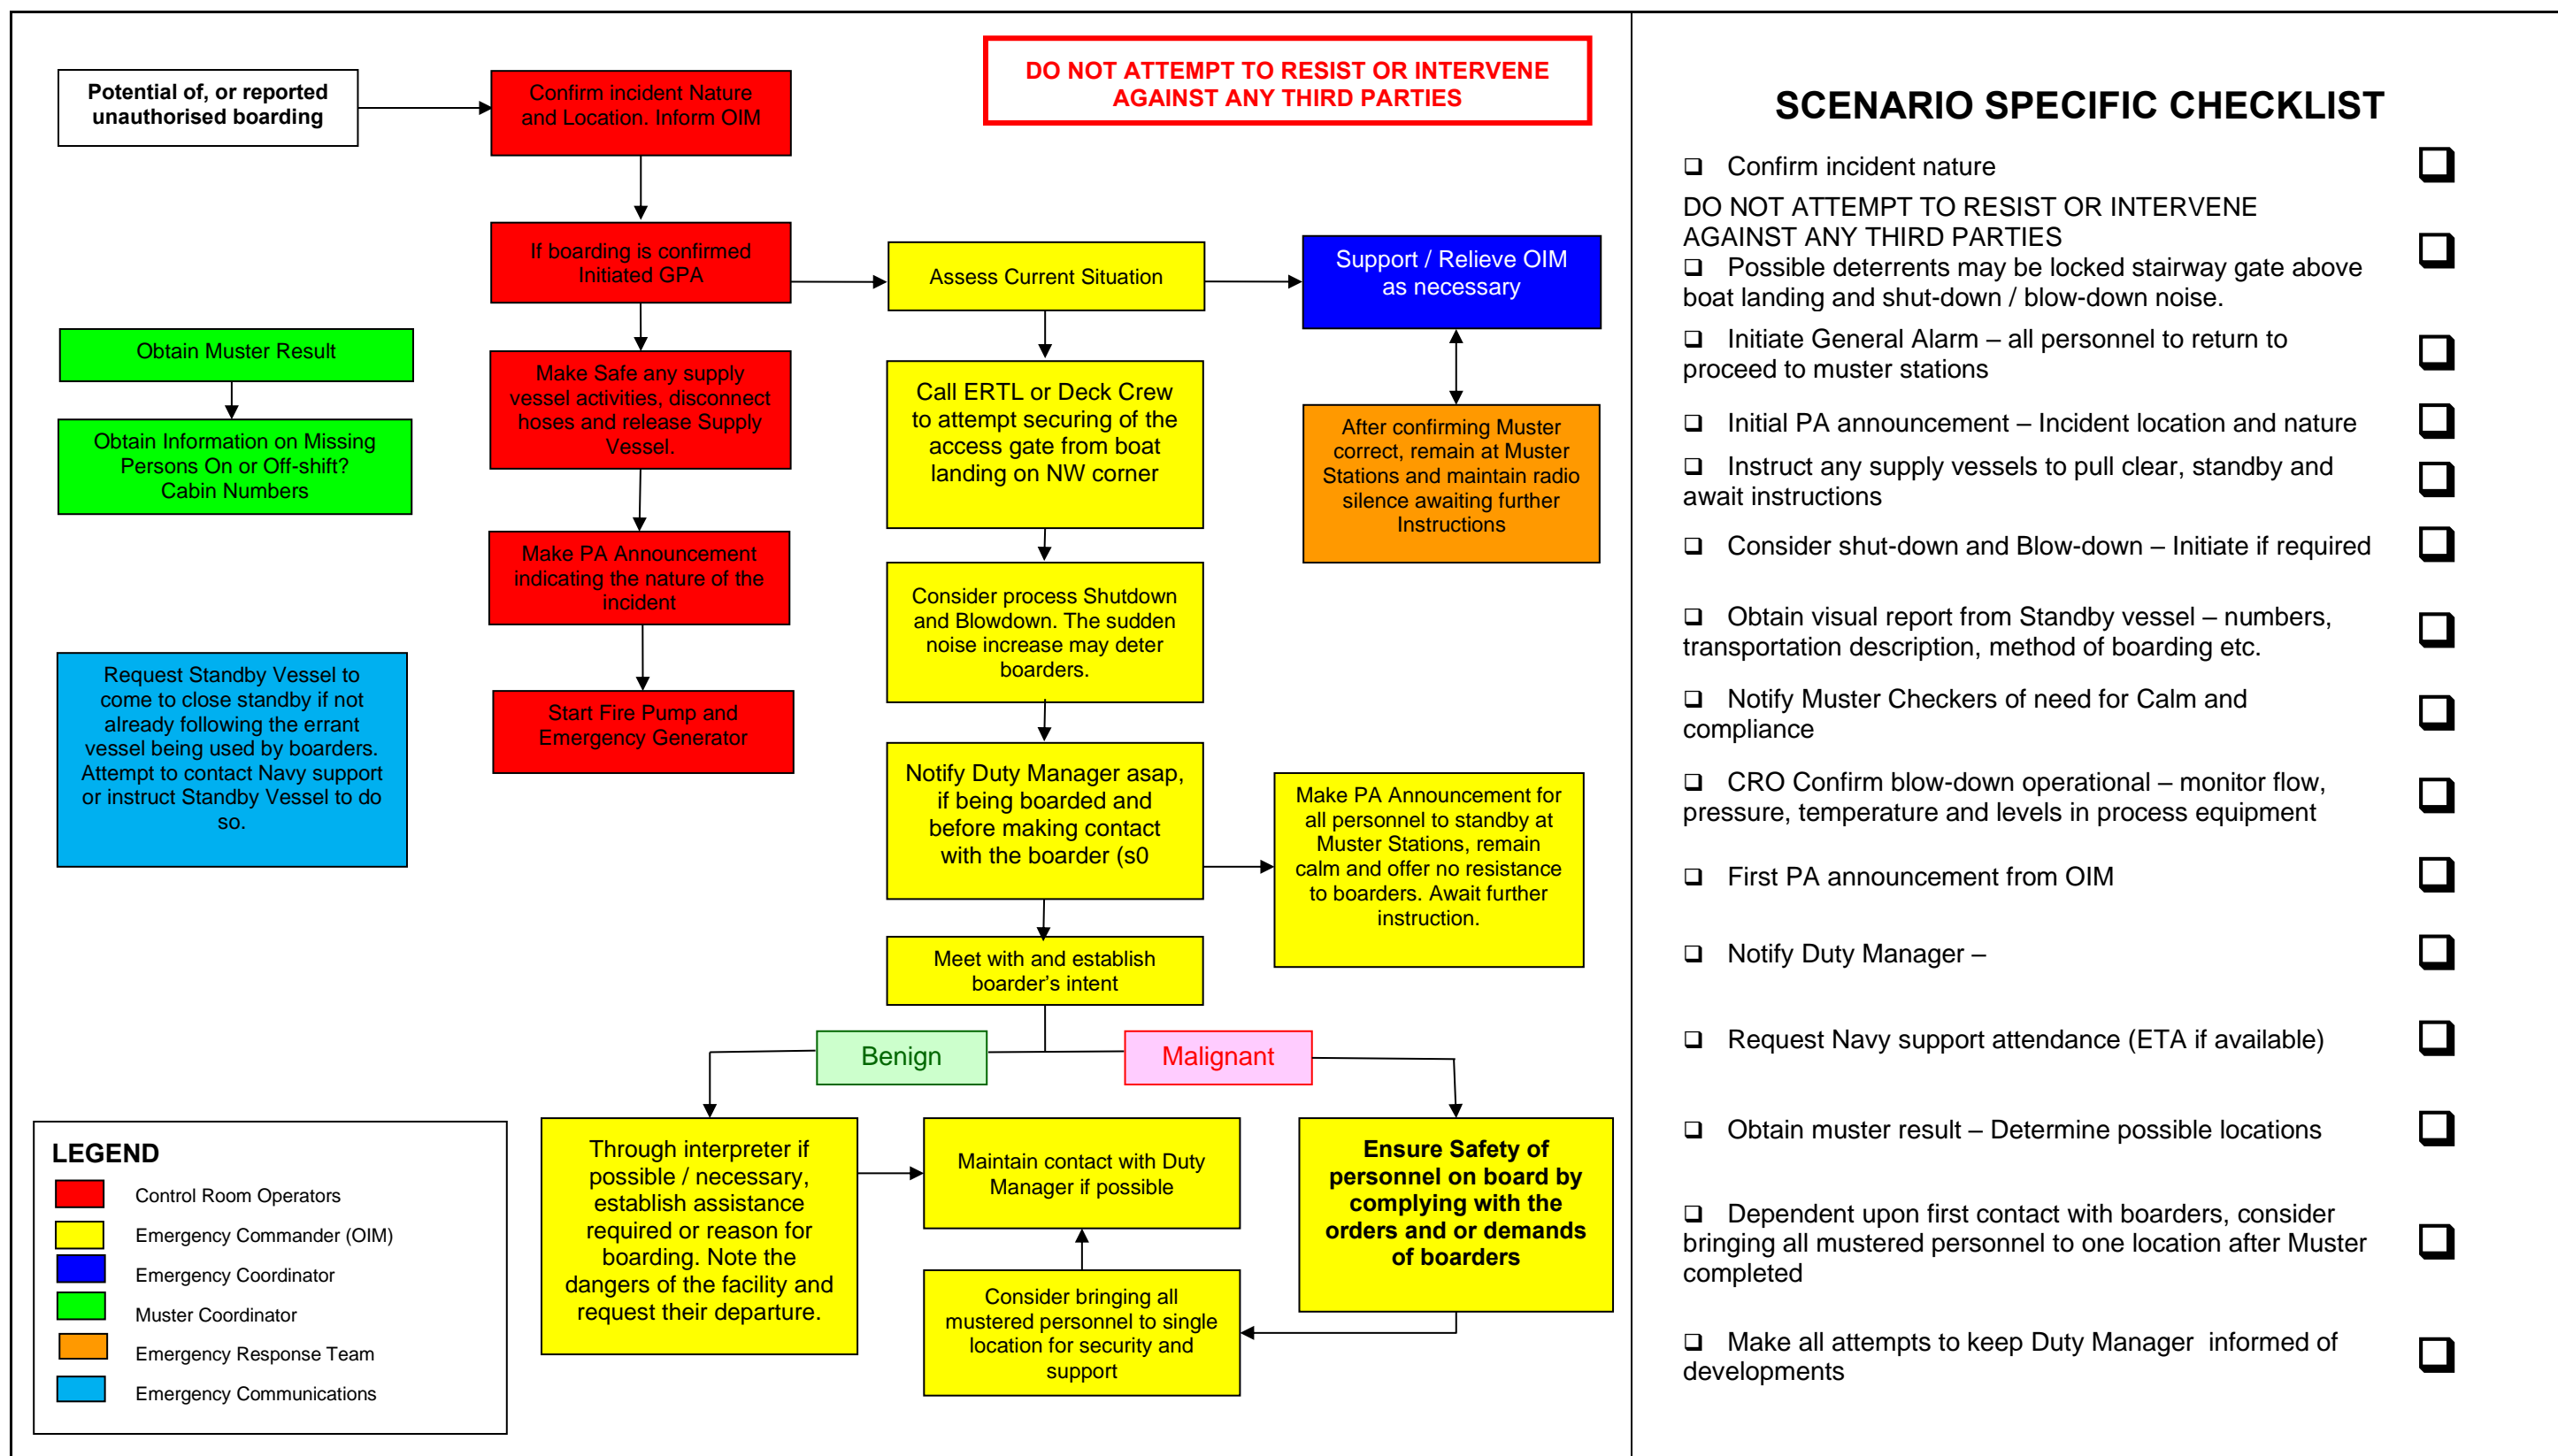 Potential of, or reported
unauthorised boarding
Confirm incident Nature
and Location. Inform OIM
DO NOT ATTEMPT TO RESIST OR INTERVENE
AGAINST ANY THIRD PARTIES
If boarding is confirmed
Initiated GPA
Assess Current Situation
Support / Relieve OIM
as necessary
Obtain Muster Result
Obtain Information on Missing
Persons On or Off-shift?
Cabin Numbers
Make Safe any supply
vessel activities, disconnect
hoses and release Supply
Vessel.
Call ERTL or Deck Crew
to attempt securing of the
access gate from boat
landing on NW corner
After confirming Muster
correct, remain at Muster
Stations and maintain radio
silence awaiting further
Instructions
Make PA Announcement
indicating the nature of the
incident
Consider process Shutdown
and Blowdown. The sudden
noise increase may deter
boarders.
Request Standby Vessel to
come to close standby if not
already following the errant
vessel being used by boarders.
Attempt to contact Navy support
or instruct Standby Vessel to do
so.
Start Fire Pump and
Emergency Generator
Notify Duty Manager asap,
if being boarded and
before making contact
with the boarder (s0
Make PA Announcement for
all personnel to standby at
Muster Stations, remain
calm and offer no resistance
to boarders. Await further
instruction.
Meet with and establish
boarder’s intent
Benign
Malignant
Through interpreter if
possible / necessary,
establish assistance
required or reason for
boarding. Note the
dangers of the facility and
request their departure.
Maintain contact with Duty
Manager if possible
Ensure Safety of
personnel on board by
complying with the
orders and or demands
of boarders
Consider bringing all
mustered personnel to single
location for security and
support
LEGEND
Control Room Operators
Emergency Commander (OIM)
Emergency Coordinator
Muster Coordinator
Emergency Response Team
Emergency Communications
SCENARIO SPECIFIC CHECKLIST
❑ Confirm incident nature
DO NOT ATTEMPT TO RESIST OR INTERVENE
AGAINST ANY THIRD PARTIES
❑ Possible deterrents may be locked stairway gate above
boat landing and shut-down / blow-down noise.
❑ Initiate General Alarm – all personnel to return to
proceed to muster stations
❑ Initial PA announcement – Incident location and nature
❑ Instruct any supply vessels to pull clear, standby and
await instructions
❑ Consider shut-down and Blow-down – Initiate if required
❑ Obtain visual report from Standby vessel – numbers,
transportation description, method of boarding etc.
❑ Notify Muster Checkers of need for Calm and
compliance
❑ CRO Confirm blow-down operational – monitor flow,
pressure, temperature and levels in process equipment
❑ First PA announcement from OIM
❑ Notify Duty Manager –
❑ Request Navy support attendance (ETA if available)
❑ Obtain muster result – Determine possible locations
❑ Dependent upon first contact with boarders, consider
bringing all mustered personnel to one location after Muster
completed
❑ Make all attempts to keep Duty Manager informed of
developments